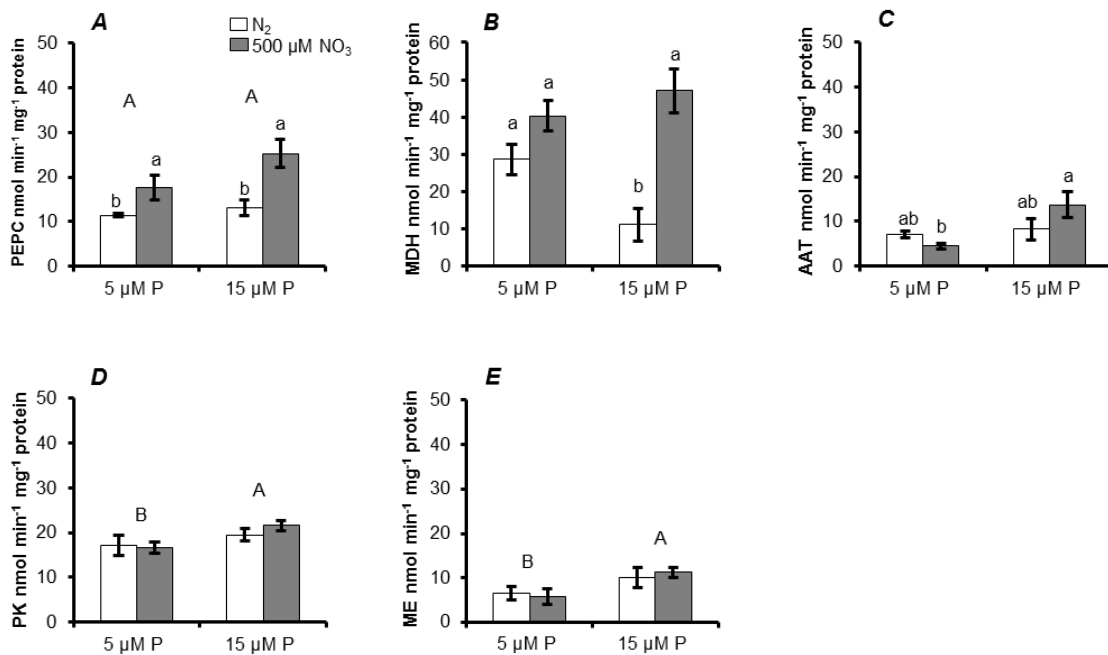 A
N₂
500 µM NO₃
PEPC nmol min⁻¹ mg⁻¹ protein
50
40
30
20
10
0
A
A
b
a
b
a
5 µM P
15 µM P
B
MDH nmol min⁻¹ mg⁻¹ protein
60
50
40
30
20
10
0
a
a
b
a
5 µM P
15 µM P
C
AAT nmol min⁻¹ mg⁻¹ protein
50
40
30
20
10
0
ab
b
ab
a
5 µM P
15 µM P
D
PK nmol min⁻¹ mg⁻¹ protein
50
40
30
20
10
0
B
A
5 µM P
15 µM P
E
ME nmol min⁻¹ mg⁻¹ protein
50
40
30
20
10
0
B
A
5 µM P
15 µM P